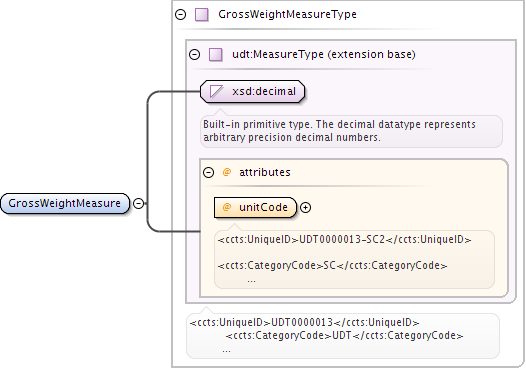 GrossWeightMeasureType
udt:MeasureType (extension base)
xsd:decimal
Built-in primitive type. The decimal datatype represents
arbitrary precision decimal numbers.
@ attributes
@ unitCode
<ccts:UniqueID>UDT0000013-SC2</ccts:UniqueID>
<ccts:CategoryCode>SC</ccts:CategoryCode>
...
GrossWeightMeasure
<ccts:UniqueID>UDT0000013</ccts:UniqueID>
<ccts:CategoryCode>UDT</ccts:CategoryCode>
...